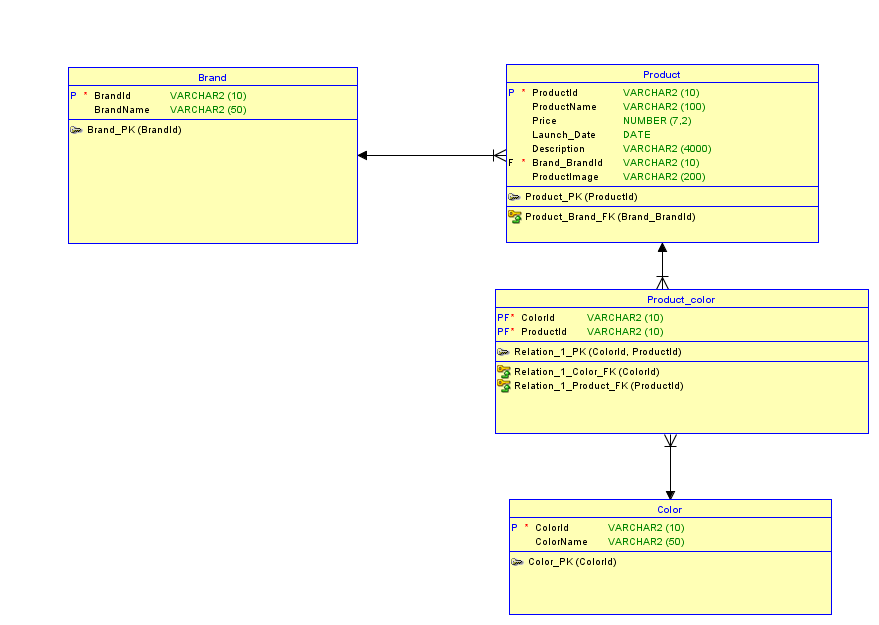 Brand
P * BrandId VARCHAR2 (10)
BrandName VARCHAR2 (50)
Brand_PK (BrandId)
Product
P * ProductId VARCHAR2 (10)
ProductName VARCHAR2 (100)
Price NUMBER (7,2)
Launch_Date DATE
Description VARCHAR2 (4000)
F * Brand_BrandId VARCHAR2 (10)
ProductImage VARCHAR2 (200)
Product_PK (ProductId)
Product_Brand_FK (Brand_BrandId)
Product_color
PF* ColorId VARCHAR2 (10)
PF* ProductId VARCHAR2 (10)
Relation_1_PK (ColorId, ProductId)
Relation_1_Color_FK (ColorId)
Relation_1_Product_FK (ProductId)
Color
P * ColorId VARCHAR2 (10)
ColorName VARCHAR2 (50)
Color_PK (ColorId)